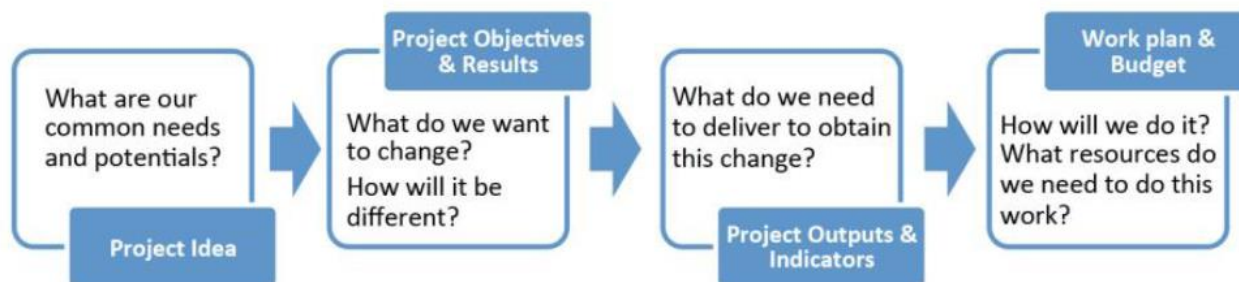 What are our
common needs
and potentials?
Project Idea
Project Objectives
& Results
What do we want
to change?
How will it be
different?
What do we need
to deliver to obtain
this change?
Project Outputs &
Indicators
Work plan &
Budget
How will we do it?
What resources do
we need to do this
work?